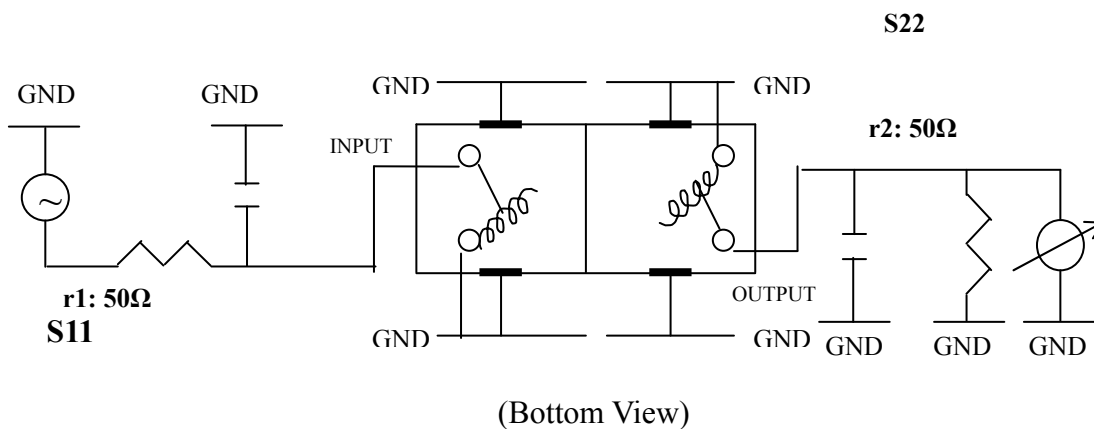 S22
GND
GND
GND
GND
INPUT
r2: 50Ω
~
r1: 50Ω
S11
OUTPUT
GND
GND
GND
GND
GND
(Bottom View)